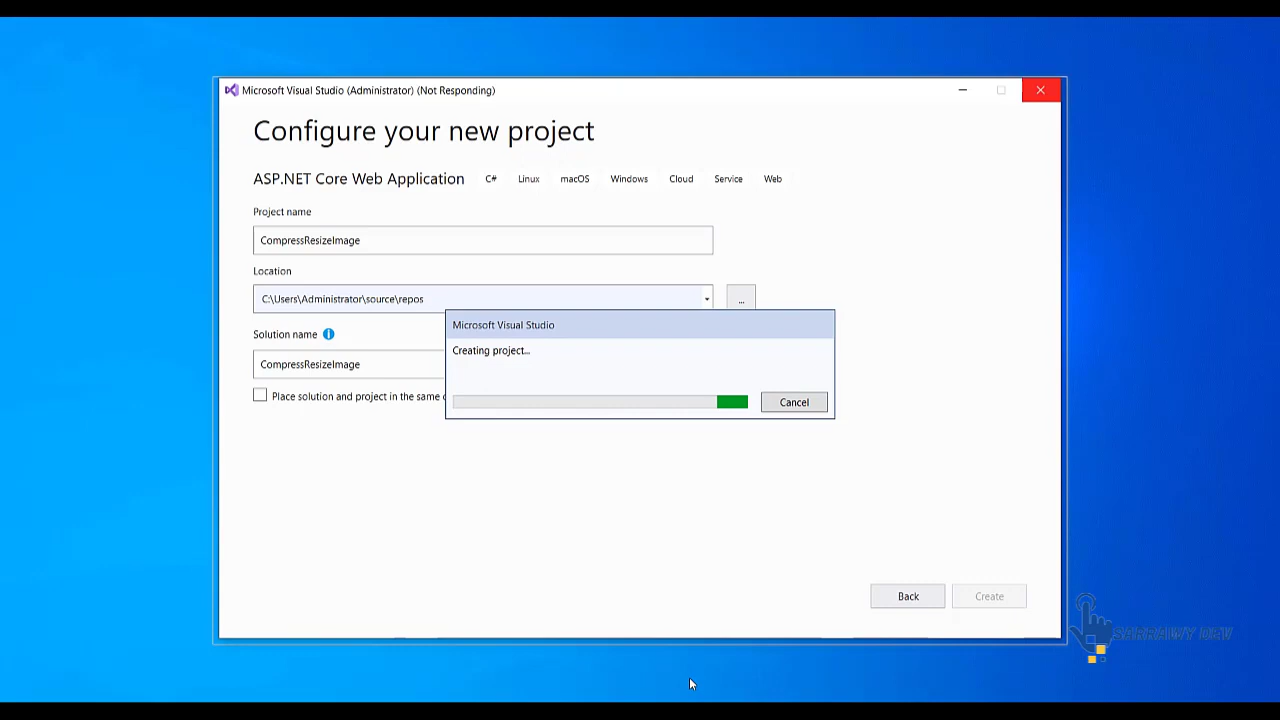 Microsoft Visual Studio (Administrator) (Not Responding)
Configure your new project
ASP.NET Core Web Application C# Linux macOS Windows Cloud Service Web
Project name
CompressResizeImage
Location
C:\Users\Administrator\source\repos
...
Solution name
CompressResizeImage
Place solution and project in the same
Microsoft Visual Studio
Creating project...
Cancel
Back
Create
SAHRAWY DEV